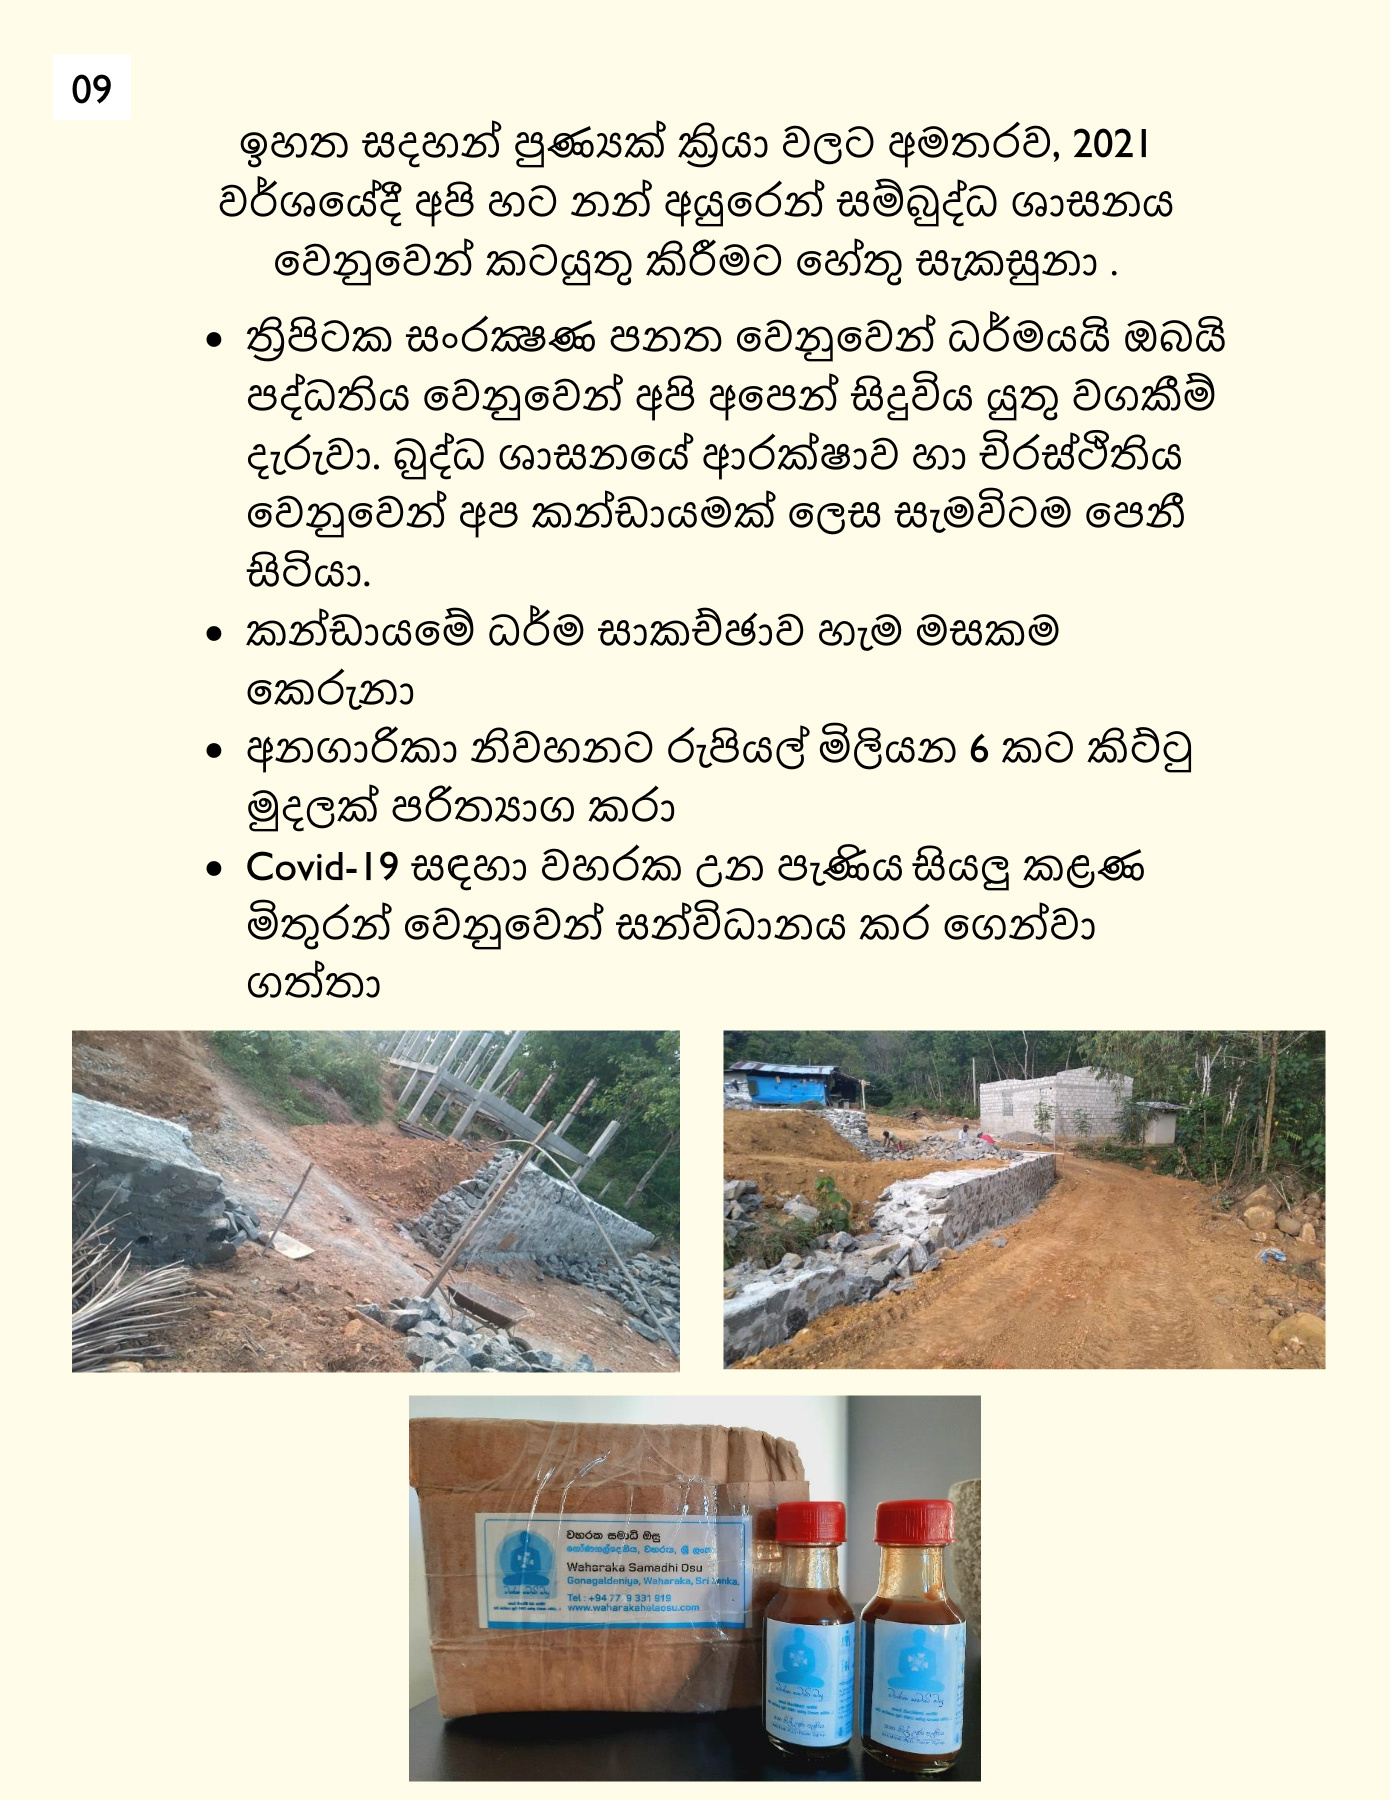 09
ඉහත සදහන් පුණ්‍යක් ක්‍රියා වලට අමතරව, 2021
වර්ශයේදී අපි හට නන් අයුරෙන් සම්බුද්ධ ශාසනය
වෙනුවෙන් කටයුතු කිරීමට හේතු සැකසුනා .
• ත්‍රිපිටක සංරක්‍ෂණ පනත වෙනුවෙන් ධර්මයයි ඔබයි
පද්ධතිය වෙනුවෙන් අපි අපෙන් සිදුවිය යුතු වගකීම්
දැරුවා. බුද්ධ ශාසනයේ ආරක්ෂාව හා චිරස්ථිතිය
වෙනුවෙන් අප කන්ඩායමක් ලෙස සැමවිටම පෙනී
සිටියා.
• කන්ඩායමේ ධර්ම සාකච්ඡාව හැම මසකම
කෙරුනා
• අනගාරිකා නිවහනට රුපියල් මිලියන 6 කට කිට්ටු
මුදලක් පරිත්‍යාග කරා
• Covid-19 සඳහා වහරක උන පැණිය සියලු කළණ
මිතුරන් වෙනුවෙන් සන්විධානය කර ගෙන්වා
ගත්තා
වහරක සමාධි ඔසු
ගෝණගල්දෙණිය, වහරක, ශ්‍රී ලංකා
Waharaka Samadhi Osu
Gonagaldeniya, Waharaka, Sri Lanka.
Tel : +94 77 9 331 919
www.waharakahelaosu.com